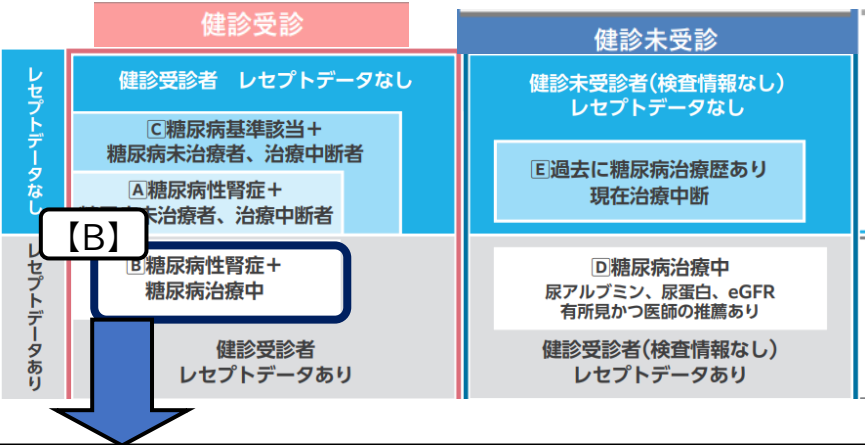 健診受診
健診未受診
レセプトデータなし
健診受診者 レセプトデータなし
C糖尿病基準該当+
糖尿病未治療者、治療中断者
A糖尿病性腎症+
未治療者、治療中断者
健診未受診者(検査情報なし)
レセプトデータなし
E過去に糖尿病治療歴あり
現在治療中断
【B】
レセプトデータあり
B糖尿病性腎症+
糖尿病治療中
健診受診者
レセプトデータあり
D糖尿病治療中
尿アルブミン、尿蛋白、eGFR
有所見かつ医師の推薦あり
健診受診者(検査情報なし)
レセプトデータあり